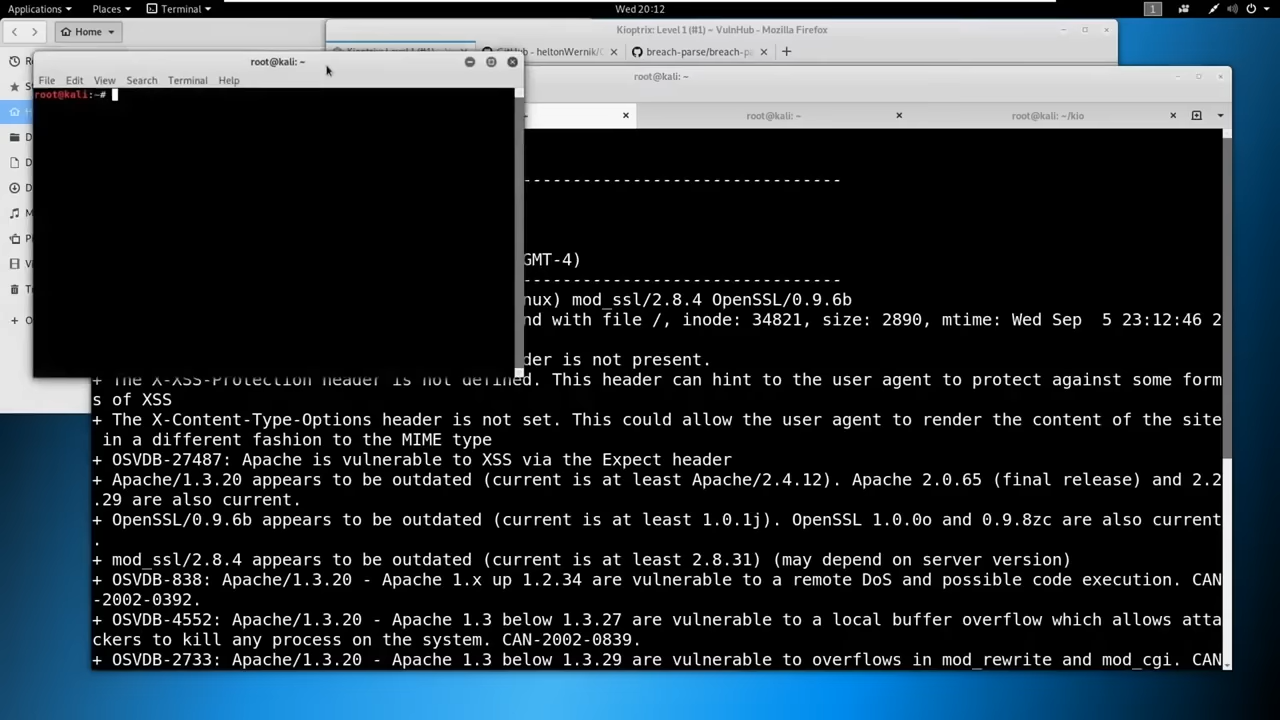 Applications
Places
Terminal
Wed 20:12
1
Home
Kioptrix: Level 1 (#1) ~ VulnHub - Mozilla Firefox
GitHub - heltonWernik/
breach-parse/breach-p
root@kali: ~
File Edit View Search Terminal Help
root@kali:~#
root@kali: ~
root@kali: ~
root@kali: ~/kio
---------------------------------
GMT-4)
---------------------------------
nux) mod_ssl/2.8.4 OpenSSL/0.9.6b
nd with file /, inode: 34821, size: 2890, mtime: Wed Sep  5 23:12:46 2
der is not present.
+ The X-XSS-Protection header is not defined. This header can hint to the user agent to protect against some form
s of XSS
+ The X-Content-Type-Options header is not set. This could allow the user agent to render the content of the site
in a different fashion to the MIME type
+ OSVDB-27487: Apache is vulnerable to XSS via the Expect header
+ Apache/1.3.20 appears to be outdated (current is at least Apache/2.4.12). Apache 2.0.65 (final release) and 2.2
.29 are also current.
+ OpenSSL/0.9.6b appears to be outdated (current is at least 1.0.1j). OpenSSL 1.0.0o and 0.9.8zc are also current
.
+ mod_ssl/2.8.4 appears to be outdated (current is at least 2.8.31) (may depend on server version)
+ OSVDB-838: Apache/1.3.20 - Apache 1.x up 1.2.34 are vulnerable to a remote DoS and possible code execution. CAN
-2002-0392.
+ OSVDB-4552: Apache/1.3.20 - Apache 1.3 below 1.3.27 are vulnerable to a local buffer overflow which allows atta
ckers to kill any process on the system. CAN-2002-0839.
+ OSVDB-2733: Apache/1.3.20 - Apache 1.3 below 1.3.29 are vulnerable to overflows in mod_rewrite and mod_cgi. CAN